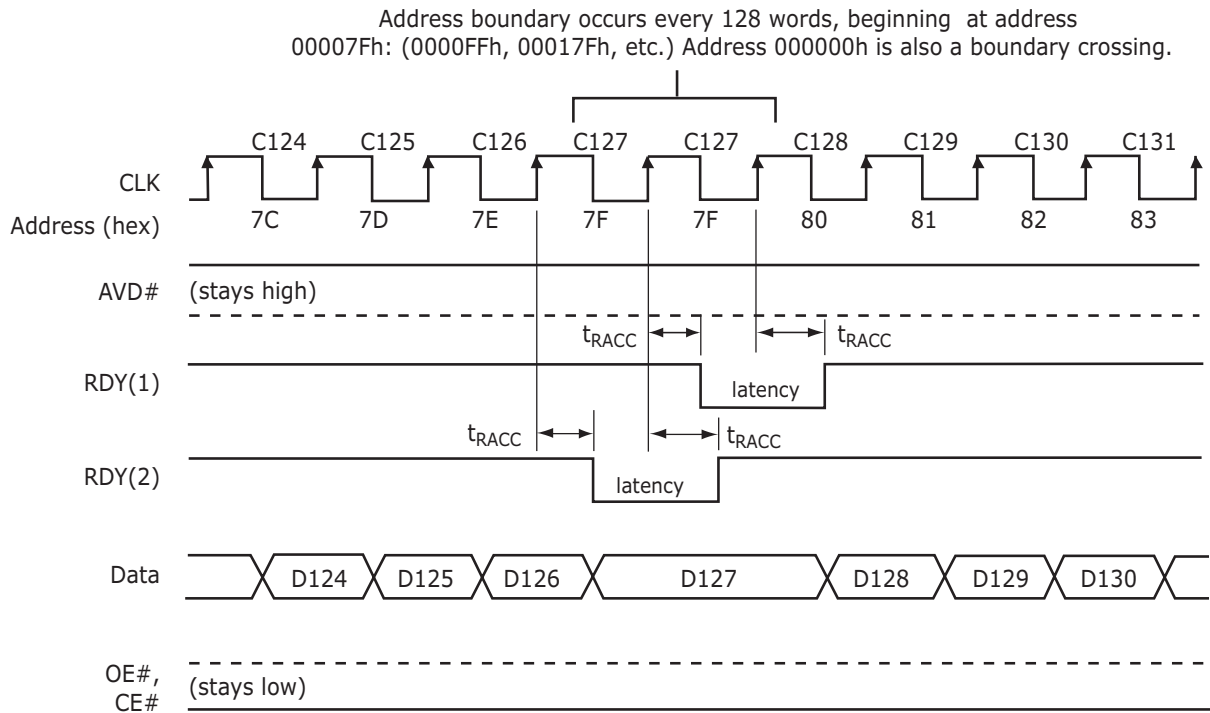 Address boundary occurs every 128 words, beginning at address
00007Fh: (0000FFh, 00017Fh, etc.) Address 000000h is also a boundary crossing.
C124 C125 C126 C127 C127 C128 C129 C130 C131
CLK
Address (hex) 7C 7D 7E 7F 7F 80 81 82 83
AVD# (stays high)
tRACC tRACC
RDY(1) latency
tRACC tRACC
RDY(2) latency
Data D124 D125 D126 D127 D128 D129 D130
OE#,
CE# (stays low)